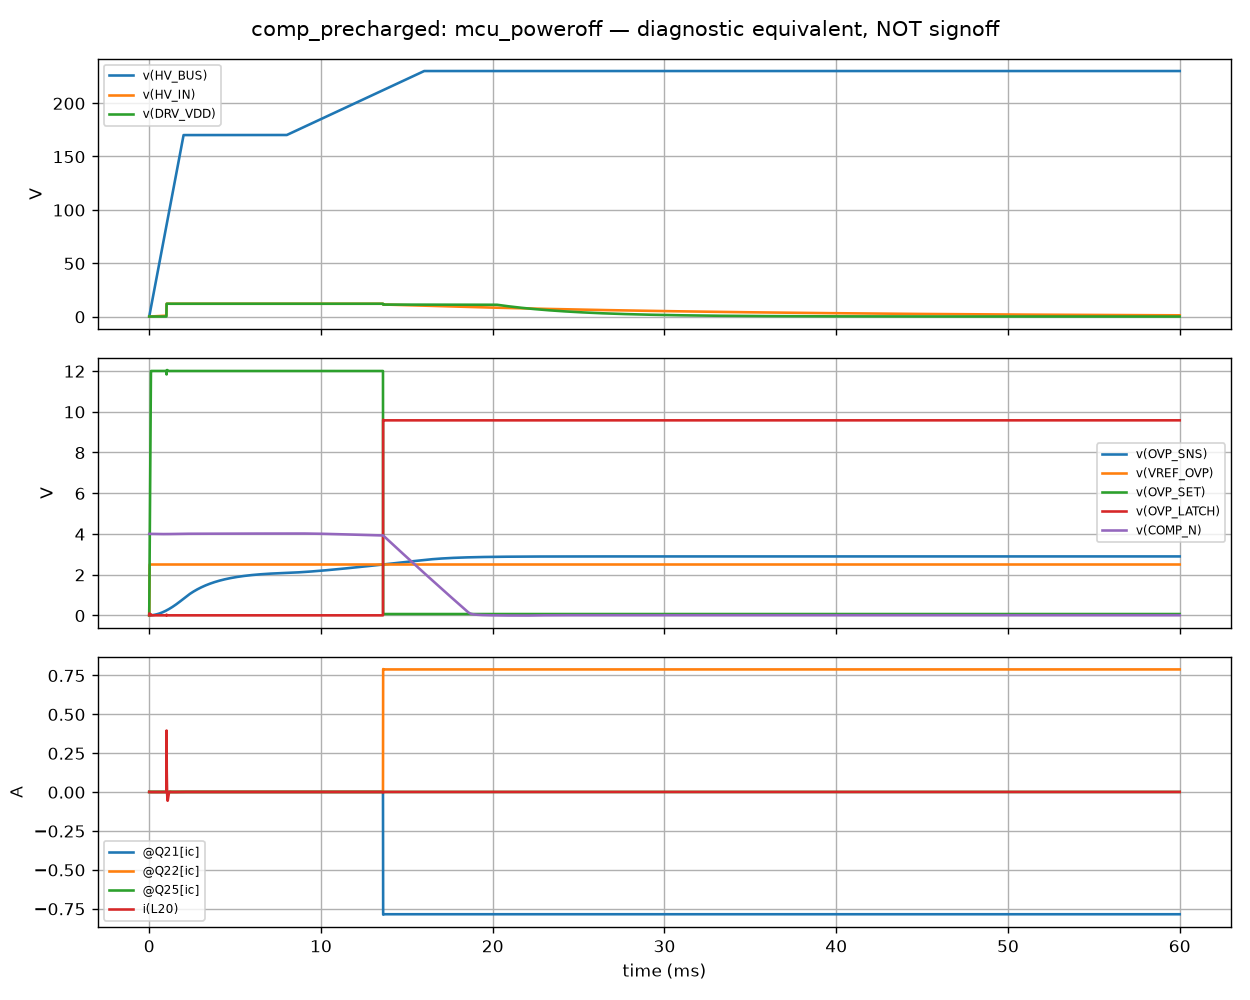 comp_precharged: mcu_poweroff — diagnostic equivalent, NOT signoff
v(HV_BUS)
v(HV_IN)
v(DRV_VDD)
200
150
100
50
0
V
12
10
8
6
4
2
0
V
v(OVP_SNS)
v(VREF_OVP)
v(OVP_SET)
v(OVP_LATCH)
v(COMP_N)
0.75
0.50
0.25
0.00
−0.25
−0.50
−0.75
A
@Q21[ic]
@Q22[ic]
@Q25[ic]
i(L20)
0 10 20 30 40 50 60
time (ms)